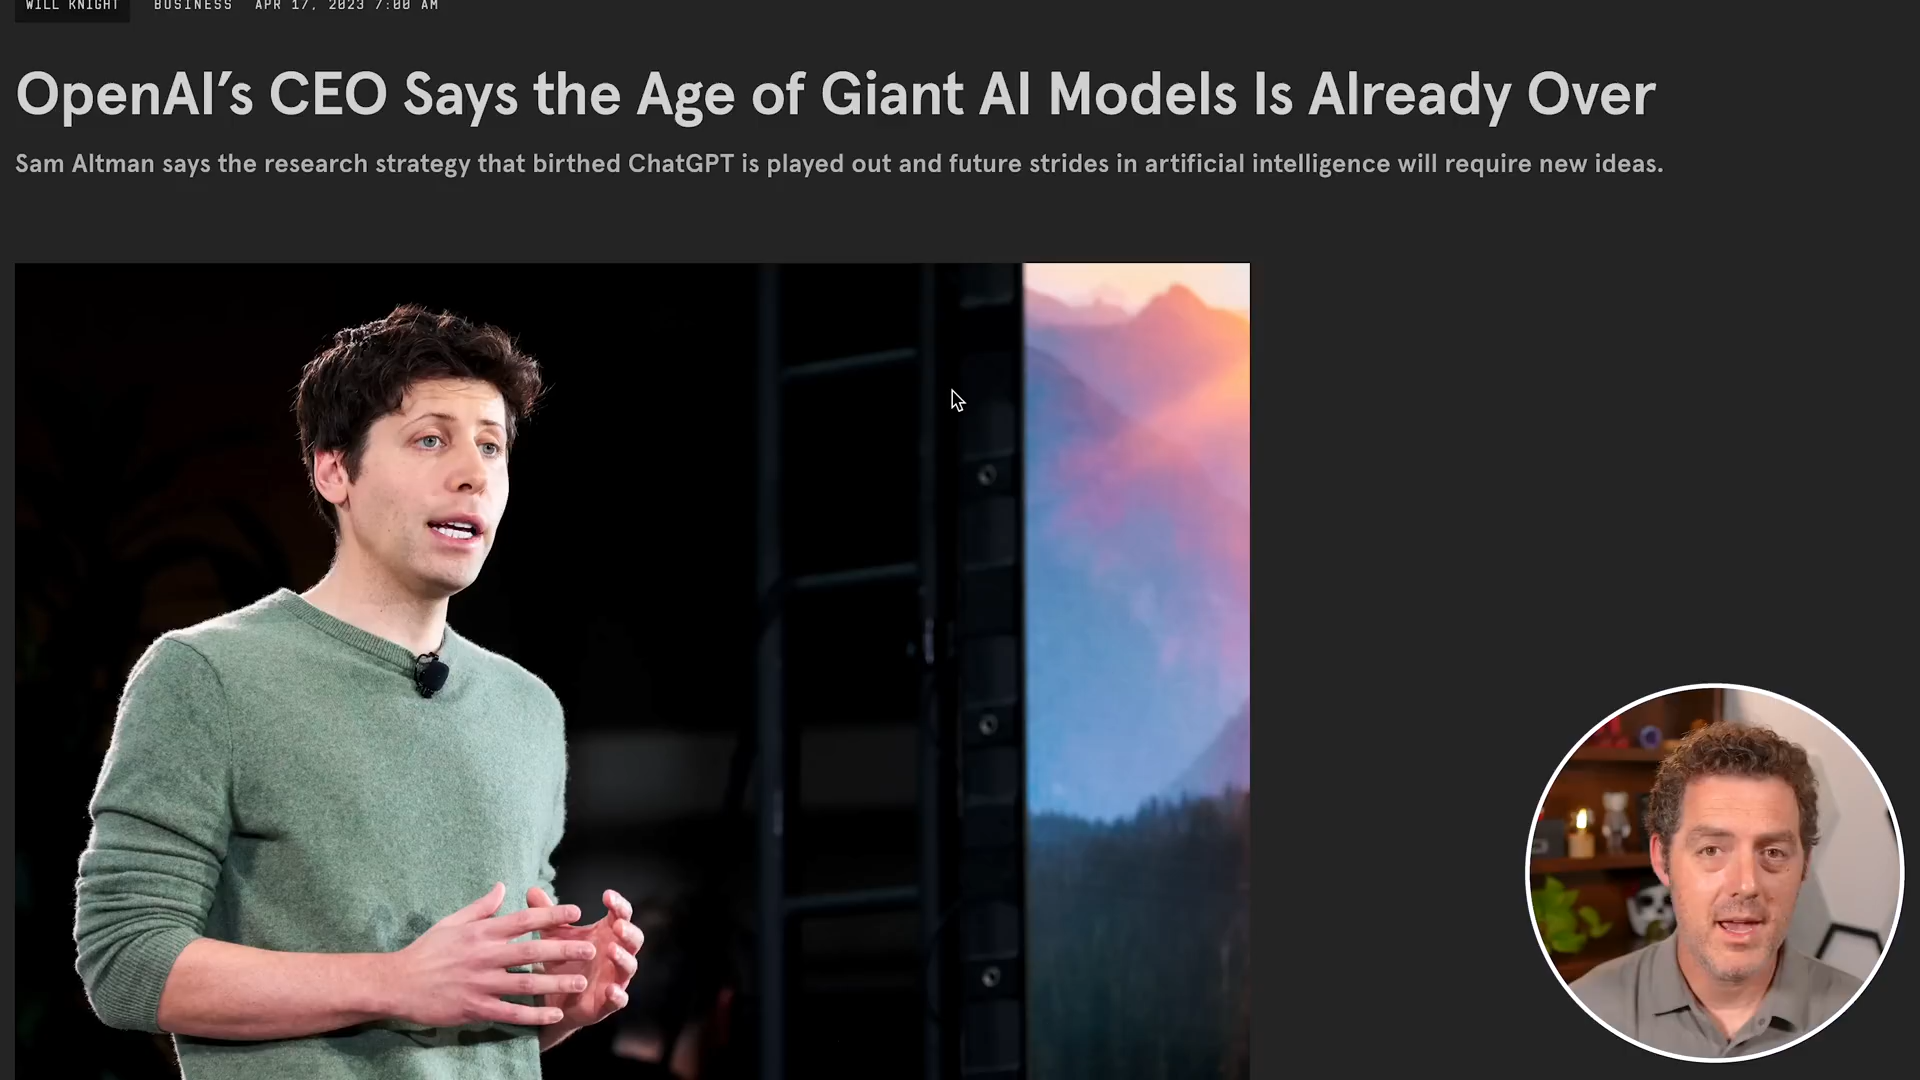 WILL KNIGHT BUSINESS APR 17, 2023 7:00 AM
OpenAI’s CEO Says the Age of Giant AI Models Is Already Over
Sam Altman says the research strategy that birthed ChatGPT is played out and future strides in artificial intelligence will require new ideas.